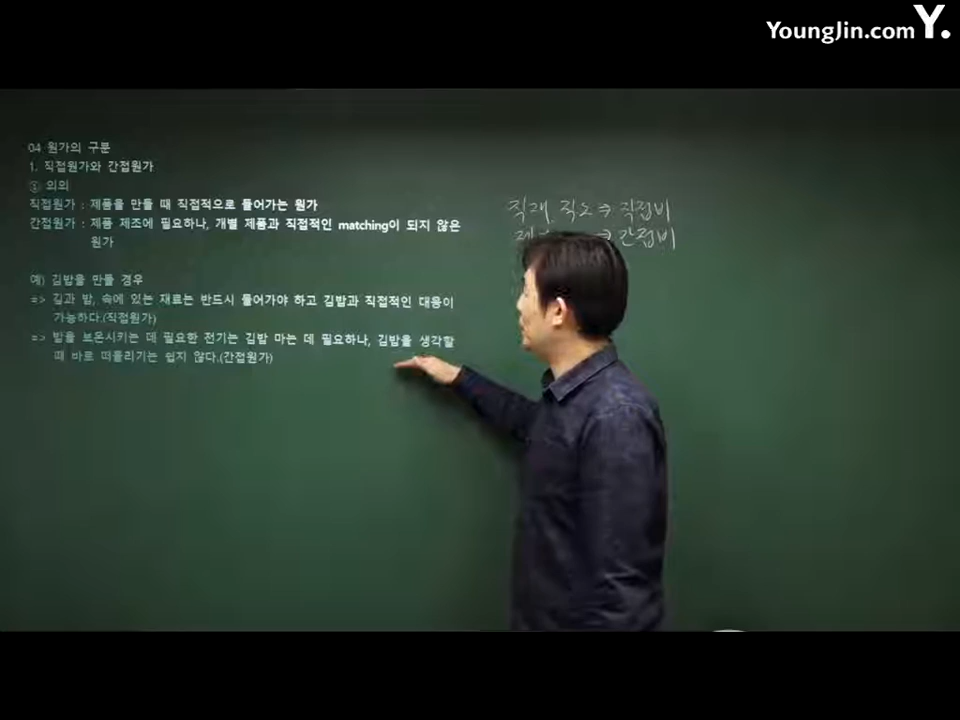 YoungJin.com Y.
04 원가의 구분
1. 직접원가와 간접원가
① 의의
직접원가 : 제품을 만들 때 직접적으로 들어가는 원가
간접원가 : 제품 제조에 필요하나, 개별 제품과 직접적인 matching이 되지 않은
원가
예) 김밥을 만들 경우
=> 김과 밥, 속에 있는 재료는 반드시 들어가야 하고 김밥과 직접적인 대응이
가능하다.(직접원가)
=> 밥을 보온시키는 데 필요한 전기는 김밥 마는 데 필요하나, 김밥을 생각할
때 바로 떠올리기는 쉽지 않다.(간접원가)
직재 직노 ⇒ 직접비
⇒ 간접비